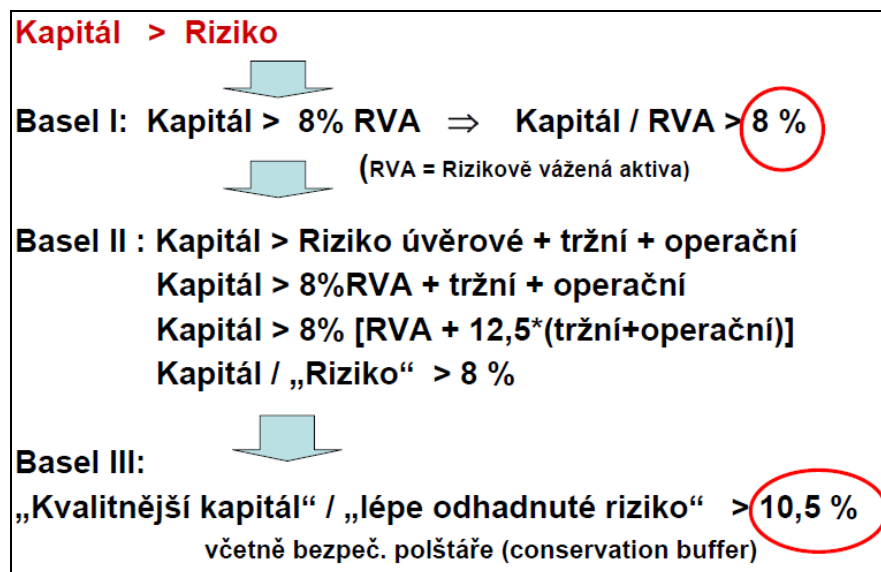 Kapitál > Riziko
Basel I: Kapitál > 8% RVA ⇒ Kapitál / RVA > 8 %
(RVA = Rizikově vážená aktiva)
Basel II : Kapitál > Riziko úvěrové + tržní + operační
Kapitál > 8%RVA + tržní + operační
Kapitál > 8% [RVA + 12,5*(tržní+operační)]
Kapitál / „Riziko“ > 8 %
Basel III:
„Kvalitnější kapitál“ / „lépe odhadnuté riziko“ > 10,5 %
včetně bezpeč. polštáře (conservation buffer)